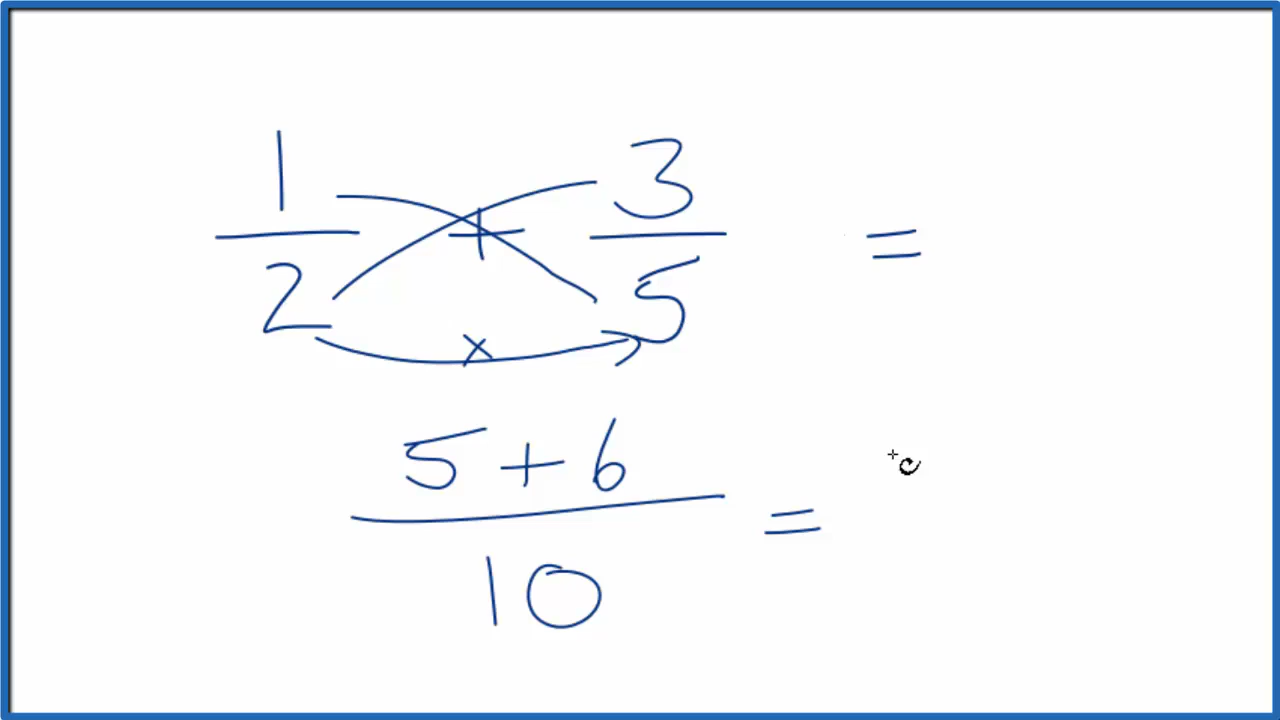 1 + 3 =
2 × 5
5 + 6 =
10